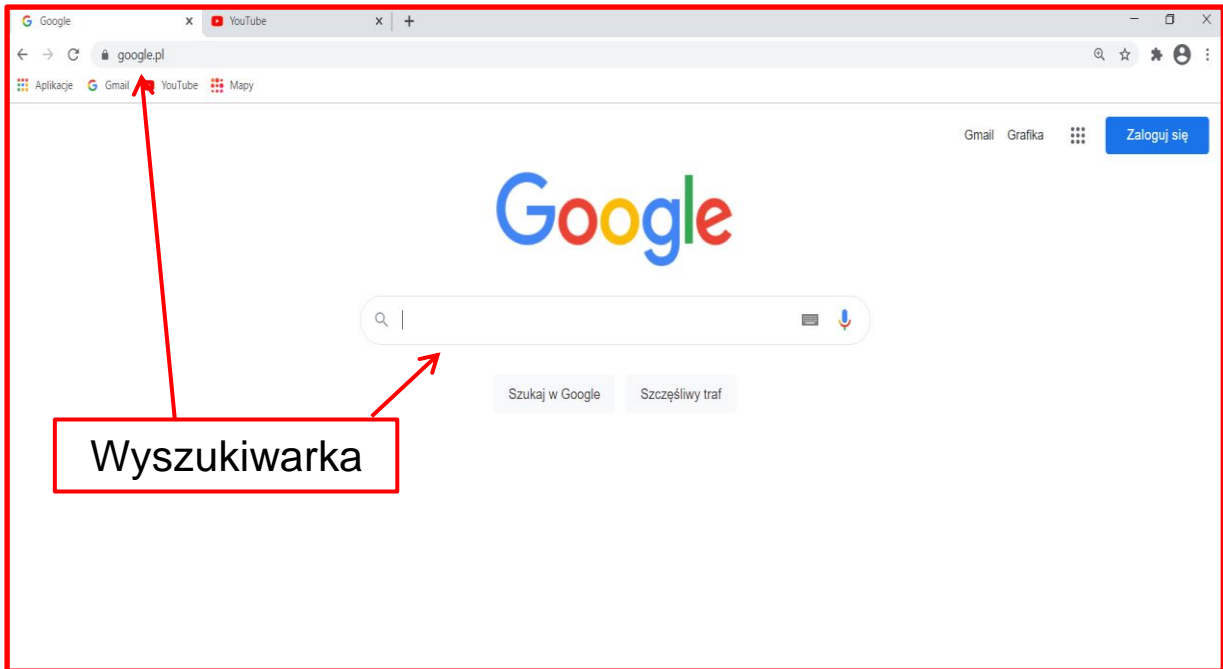 Google YouTube
google.pl
Aplikacje Gmail YouTube Mapy
Gmail Grafika Zaloguj się
Google
Szukaj w Google Szczęśliwy traf
Wyszukiwarka